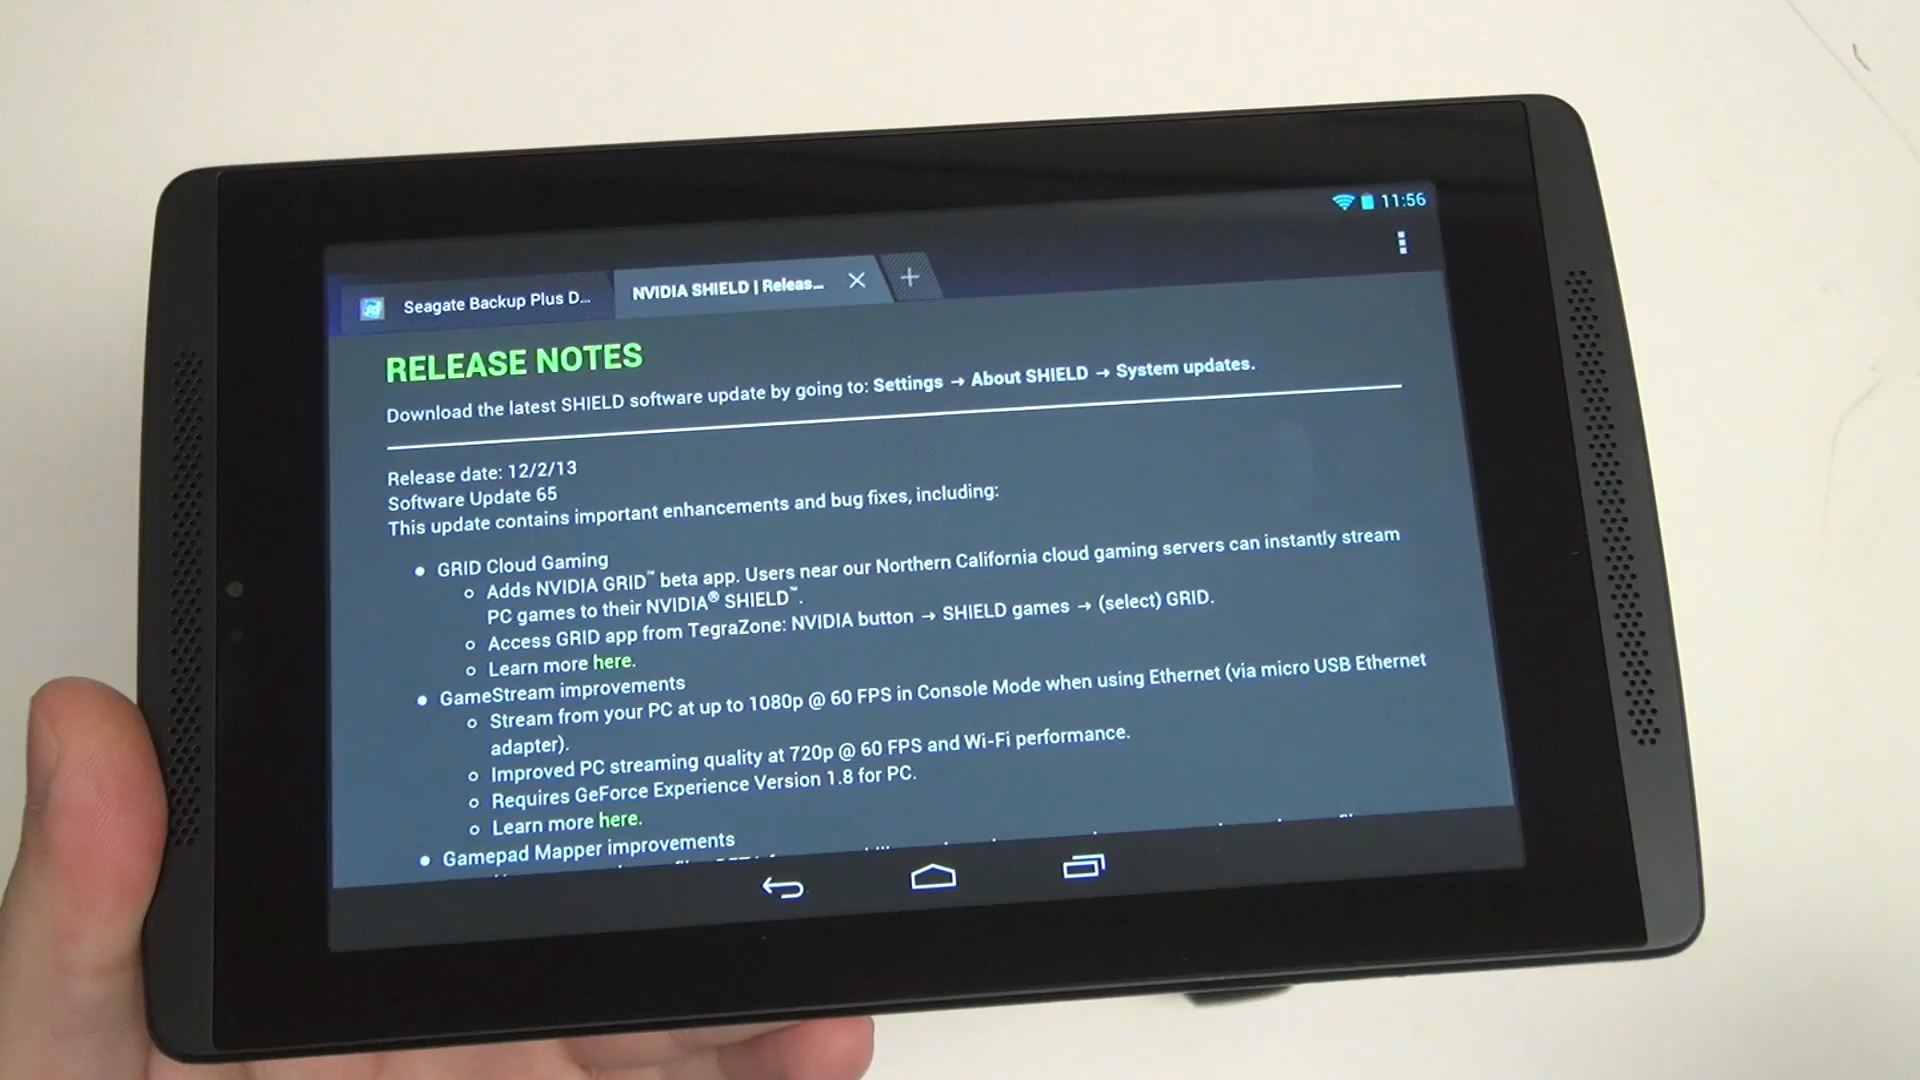 11:56
Seagate Backup Plus D...
NVIDIA SHIELD | Releas...
RELEASE NOTES
Download the latest SHIELD software update by going to: Settings → About SHIELD → System updates.
Release date: 12/2/13
Software Update 65
This update contains important enhancements and bug fixes, including:
GRID Cloud Gaming
Adds NVIDIA GRID™ beta app. Users near our Northern California cloud gaming servers can instantly stream
PC games to their NVIDIA® SHIELD™.
Access GRID app from TegraZone: NVIDIA button → SHIELD games → (select) GRID.
Learn more here.
GameStream improvements
Stream from your PC at up to 1080p @ 60 FPS in Console Mode when using Ethernet (via micro USB Ethernet
adapter).
Improved PC streaming quality at 720p @ 60 FPS and Wi-Fi performance.
Requires GeForce Experience Version 1.8 for PC.
Learn more here.
Gamepad Mapper improvements